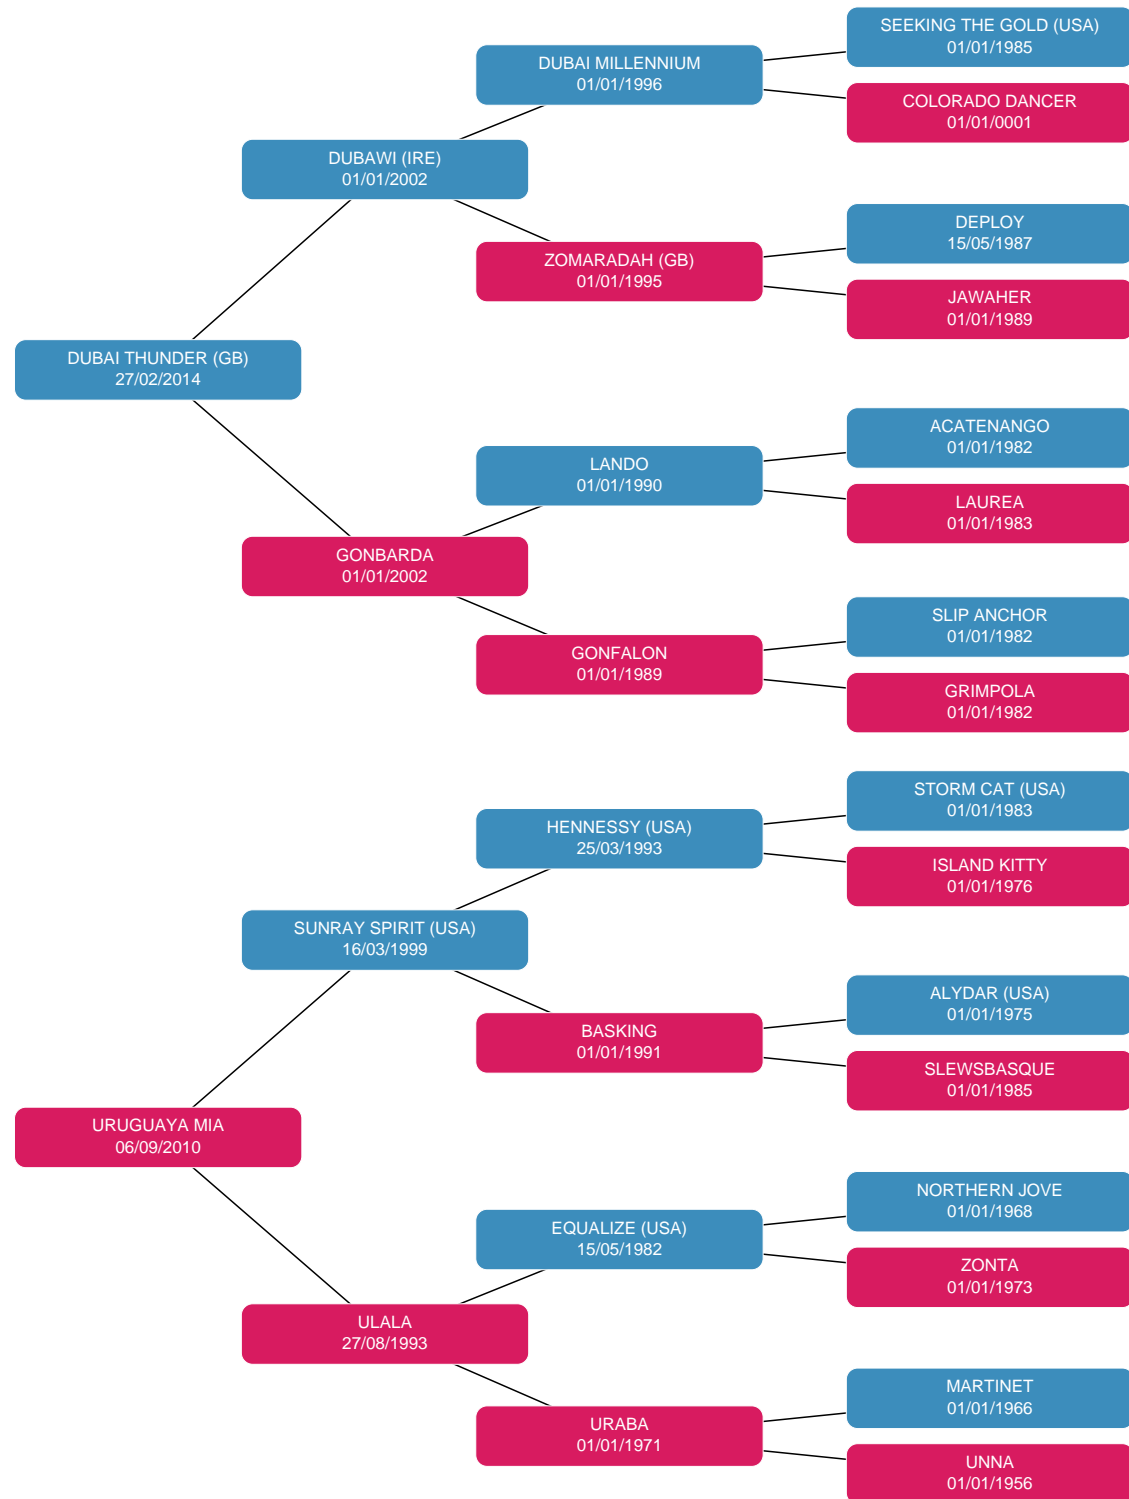 SEEKING THE GOLD (USA)
01/01/1985
DUBAI MILLENNIUM
01/01/1996
COLORADO DANCER
01/01/0001
DUBAWI (IRE)
01/01/2002
DEPLOY
15/05/1987
ZOMARADAH (GB)
01/01/1995
JAWAHER
01/01/1989
DUBAI THUNDER (GB)
27/02/2014
ACATENANGO
01/01/1982
LANDO
01/01/1990
LAUREA
01/01/1983
GONBARDA
01/01/2002
SLIP ANCHOR
01/01/1982
GONFALON
01/01/1989
GRIMPOLA
01/01/1982
STORM CAT (USA)
01/01/1983
HENNESSY (USA)
25/03/1993
ISLAND KITTY
01/01/1976
SUNRAY SPIRIT (USA)
16/03/1999
ALYDAR (USA)
01/01/1975
BASKING
01/01/1991
SLEWSBASQUE
01/01/1985
URUGUAYA MIA
06/09/2010
NORTHERN JOVE
01/01/1968
EQUALIZE (USA)
15/05/1982
ZONTA
01/01/1973
ULALA
27/08/1993
MARTINET
01/01/1966
URABA
01/01/1971
UNNA
01/01/1956